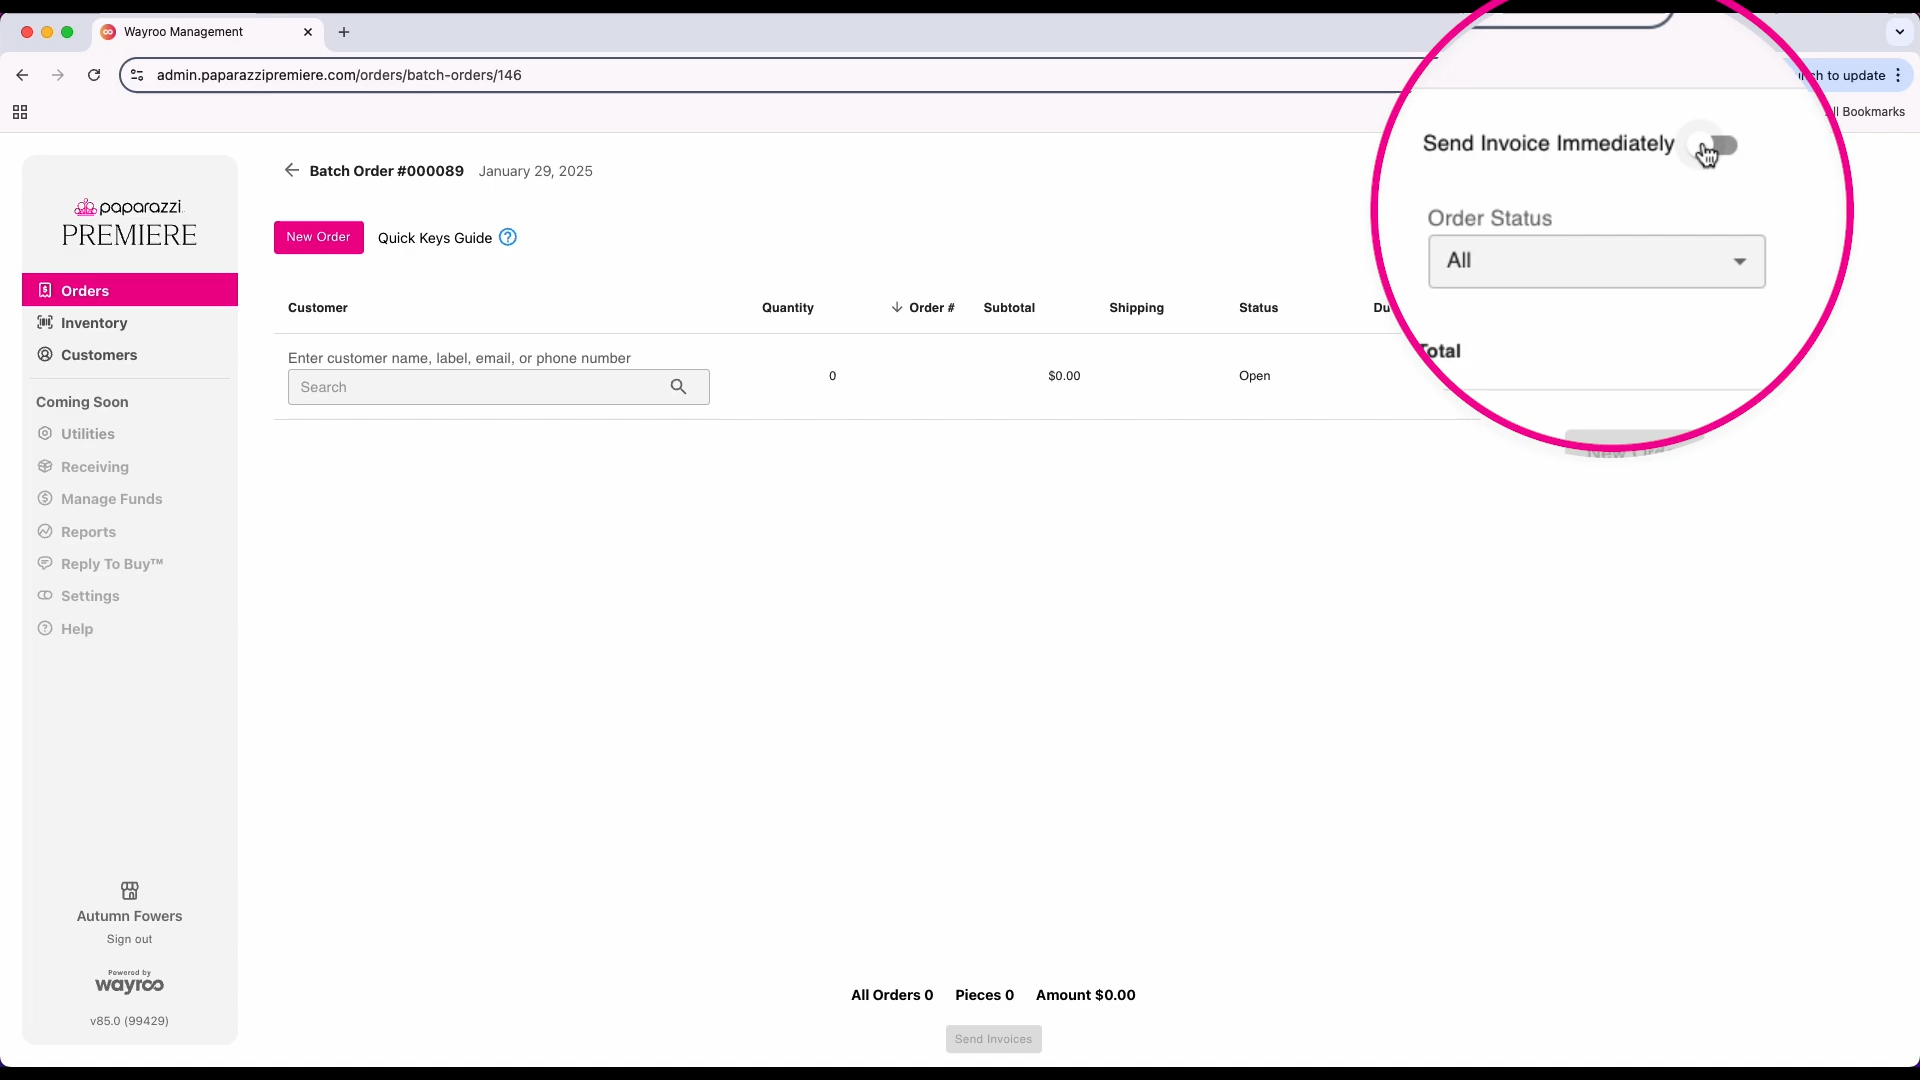 Wayroo Management
admin.paparazzipremiere.com/orders/batch-orders/146
to update
Bookmarks
paparazzi
PREMIERE
Orders
Inventory
Customers
Coming Soon
Utilities
Receiving
Manage Funds
Reports
Reply To Buy™
Settings
Help
Autumn Fowers
Sign out
Powered by
wayroo
v85.0 (99429)
Batch Order #000089 January 29, 2025
New Order Quick Keys Guide ?
Send Invoice Immediately
Order Status
All
Customer Quantity Order # Subtotal Shipping Status
Total
Enter customer name, label, email, or phone number
Search
0 $0.00 Open
All Orders 0 Pieces 0 Amount $0.00
Send Invoices